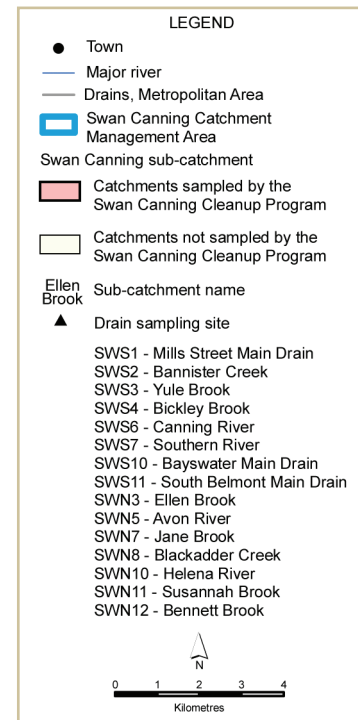 LEGEND
Town
Major river
Drains, Metropolitan Area
Swan Canning Catchment
Management Area
Swan Canning sub-catchment
Catchments sampled by the
Swan Canning Cleanup Program
Catchments not sampled by the
Swan Canning Cleanup Program
Ellen
Brook
Sub-catchment name
Drain sampling site
SWS1 - Mills Street Main Drain
SWS2 - Bannister Creek
SWS3 - Yule Brook
SWS4 - Bickley Brook
SWS6 - Canning River
SWS7 - Southern River
SWS10 - Bayswater Main Drain
SWS11 - South Belmont Main Drain
SWN3 - Ellen Brook
SWN5 - Avon River
SWN7 - Jane Brook
SWN8 - Blackadder Creek
SWN10 - Helena River
SWN11 - Susannah Brook
SWN12 - Bennett Brook
N
0 1 2 3 4
Kilometres